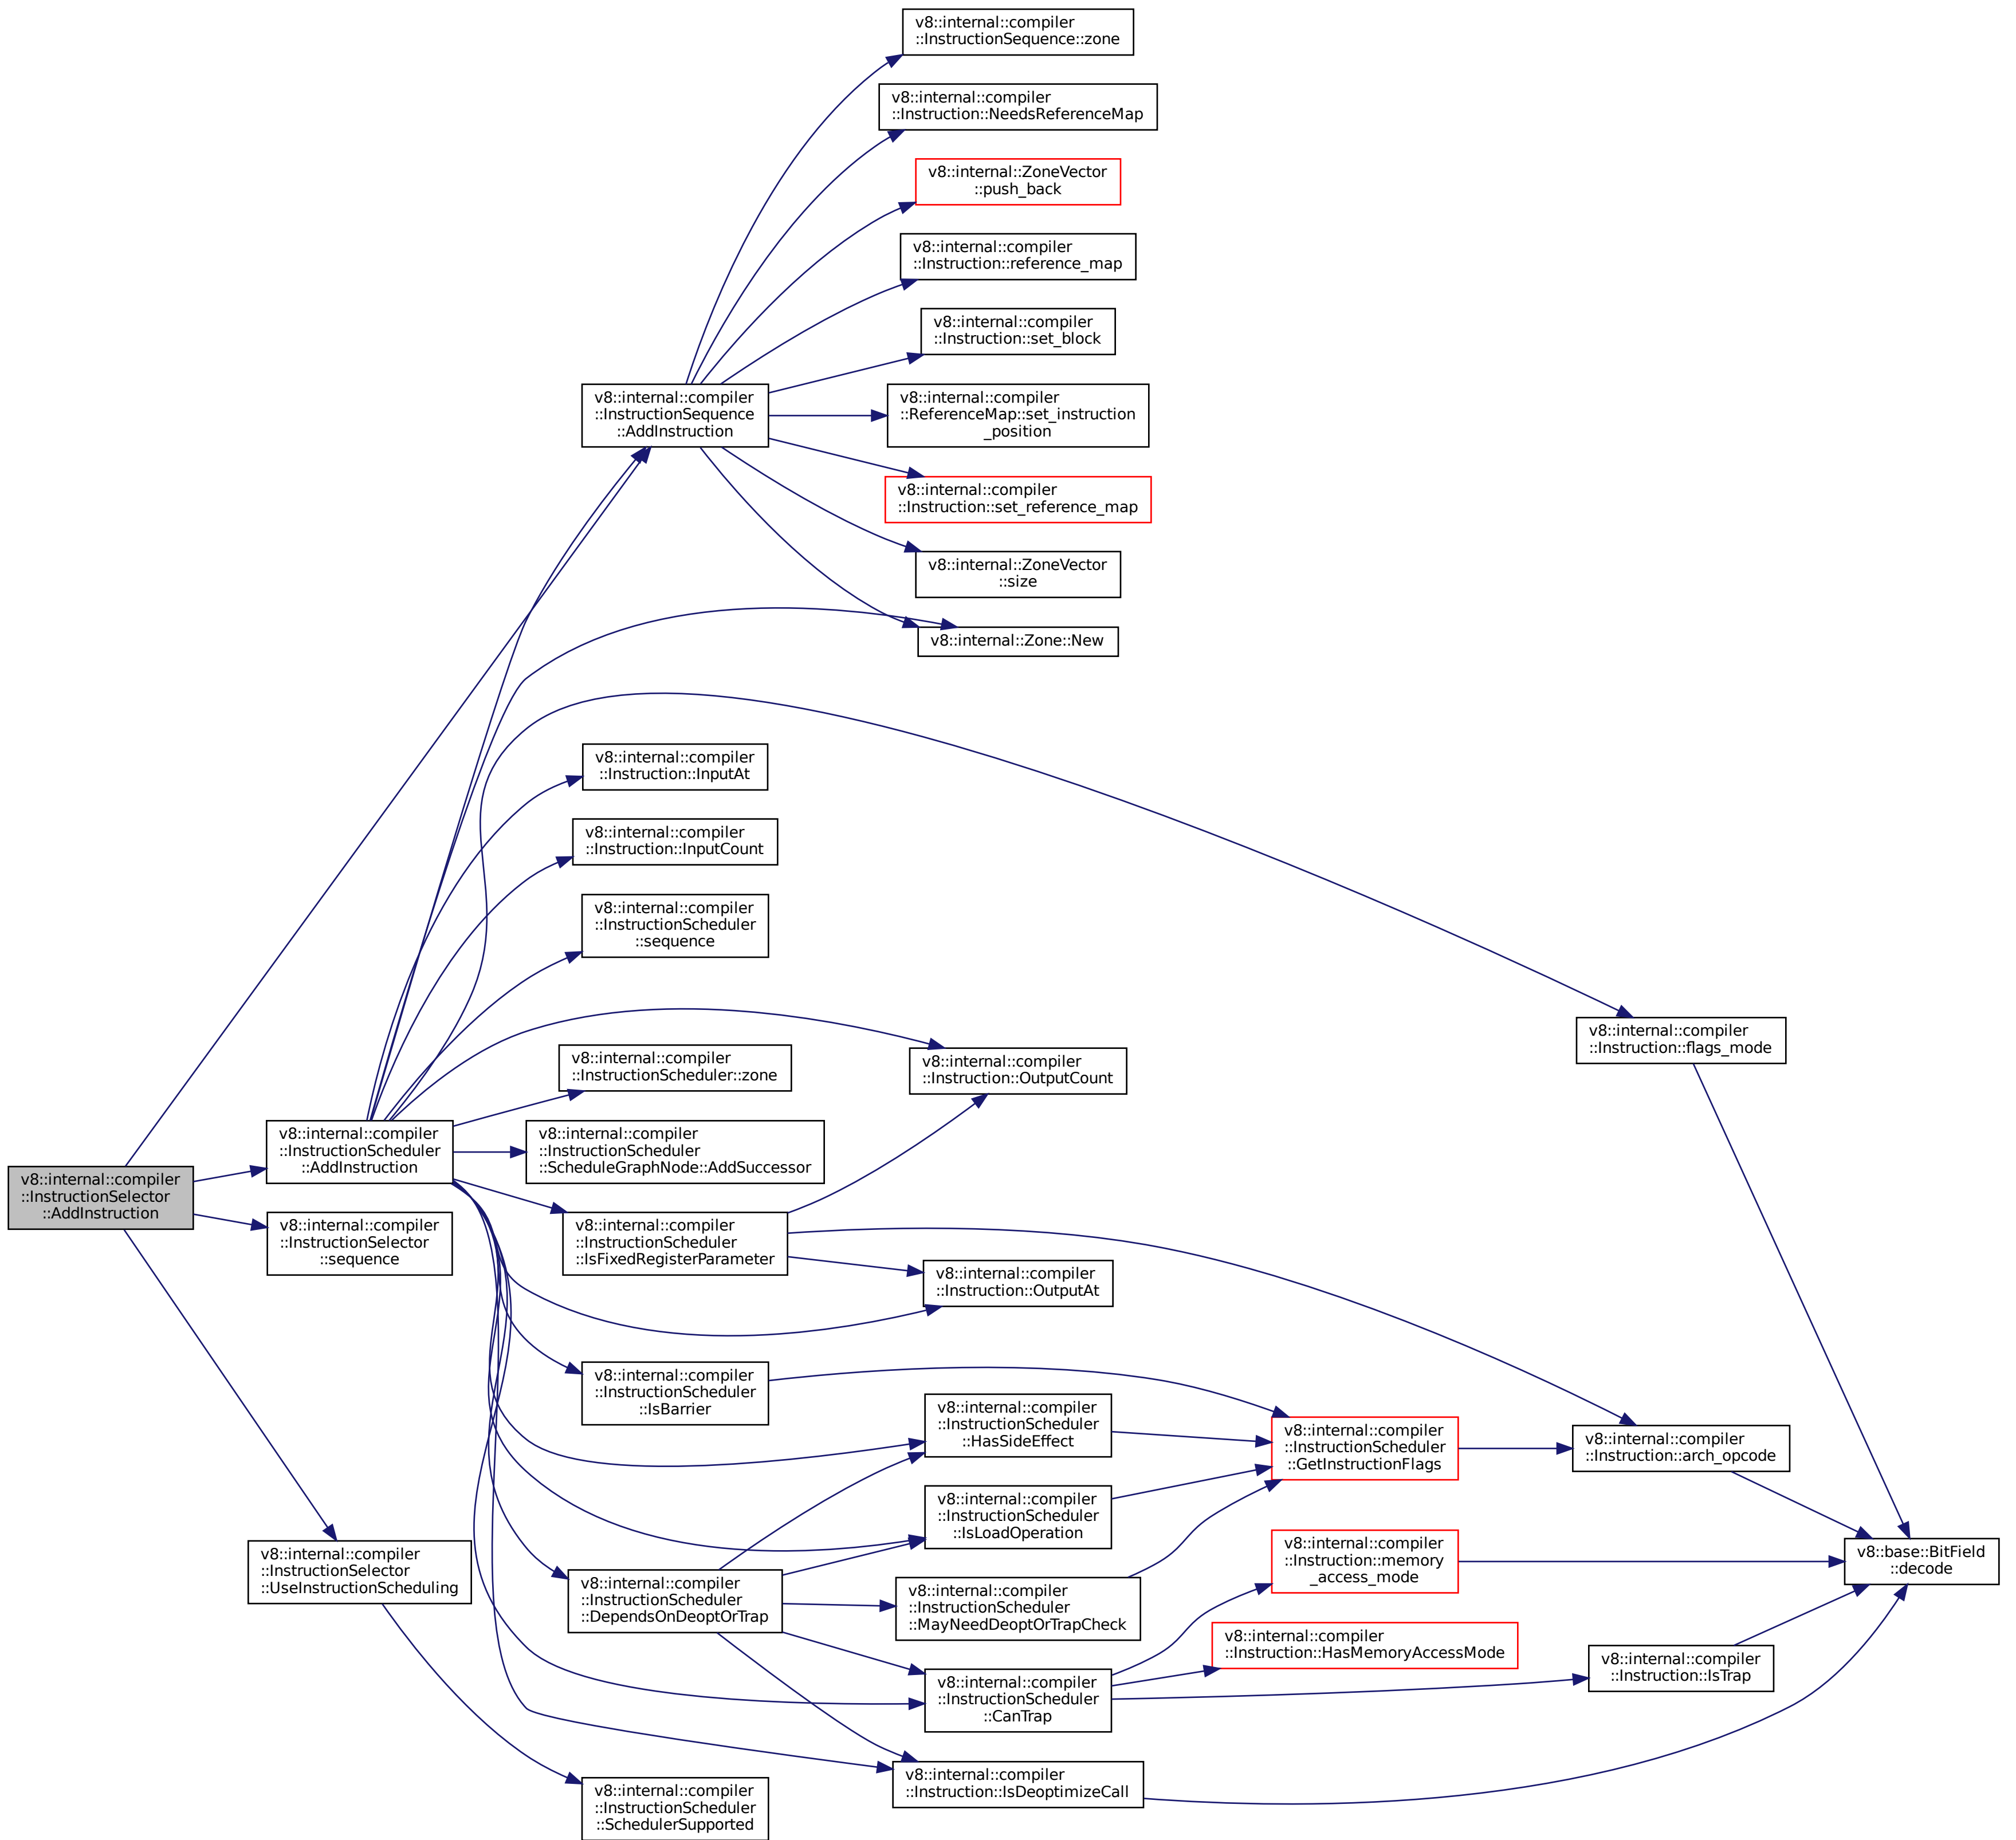 v8::internal::compiler
::InstructionSequence::zone
v8::internal::compiler
::Instruction::NeedsReferenceMap
v8::internal::ZoneVector
::push_back
v8::internal::compiler
::Instruction::reference_map
v8::internal::compiler
::Instruction::set_block
v8::internal::compiler
::InstructionSequence
::AddInstruction
v8::internal::compiler
::ReferenceMap::set_instruction
_position
v8::internal::compiler
::Instruction::set_reference_map
v8::internal::ZoneVector
::size
v8::internal::Zone::New
v8::internal::compiler
::Instruction::InputAt
v8::internal::compiler
::Instruction::InputCount
v8::internal::compiler
::InstructionScheduler
::sequence
v8::internal::compiler
::Instruction::flags_mode
v8::internal::compiler
::InstructionScheduler::zone
v8::internal::compiler
::Instruction::OutputCount
v8::internal::compiler
::InstructionScheduler
::AddInstruction
v8::internal::compiler
::InstructionScheduler
::ScheduleGraphNode::AddSuccessor
v8::internal::compiler
::InstructionSelector
::AddInstruction
v8::internal::compiler
::InstructionSelector
::sequence
v8::internal::compiler
::InstructionScheduler
::IsFixedRegisterParameter
v8::internal::compiler
::Instruction::OutputAt
v8::internal::compiler
::InstructionScheduler
::IsBarrier
v8::internal::compiler
::InstructionScheduler
::HasSideEffect
v8::internal::compiler
::InstructionScheduler
::GetInstructionFlags
v8::internal::compiler
::Instruction::arch_opcode
v8::internal::compiler
::InstructionScheduler
::IsLoadOperation
v8::internal::compiler
::Instruction::memory
_access_mode
v8::base::BitField
::decode
v8::internal::compiler
::InstructionSelector
::UseInstructionScheduling
v8::internal::compiler
::InstructionScheduler
::DependsOnDeoptOrTrap
v8::internal::compiler
::InstructionScheduler
::MayNeedDeoptOrTrapCheck
v8::internal::compiler
::Instruction::HasMemoryAccessMode
v8::internal::compiler
::Instruction::IsTrap
v8::internal::compiler
::InstructionScheduler
::CanTrap
v8::internal::compiler
::Instruction::IsDeoptimizeCall
v8::internal::compiler
::InstructionScheduler
::SchedulerSupported